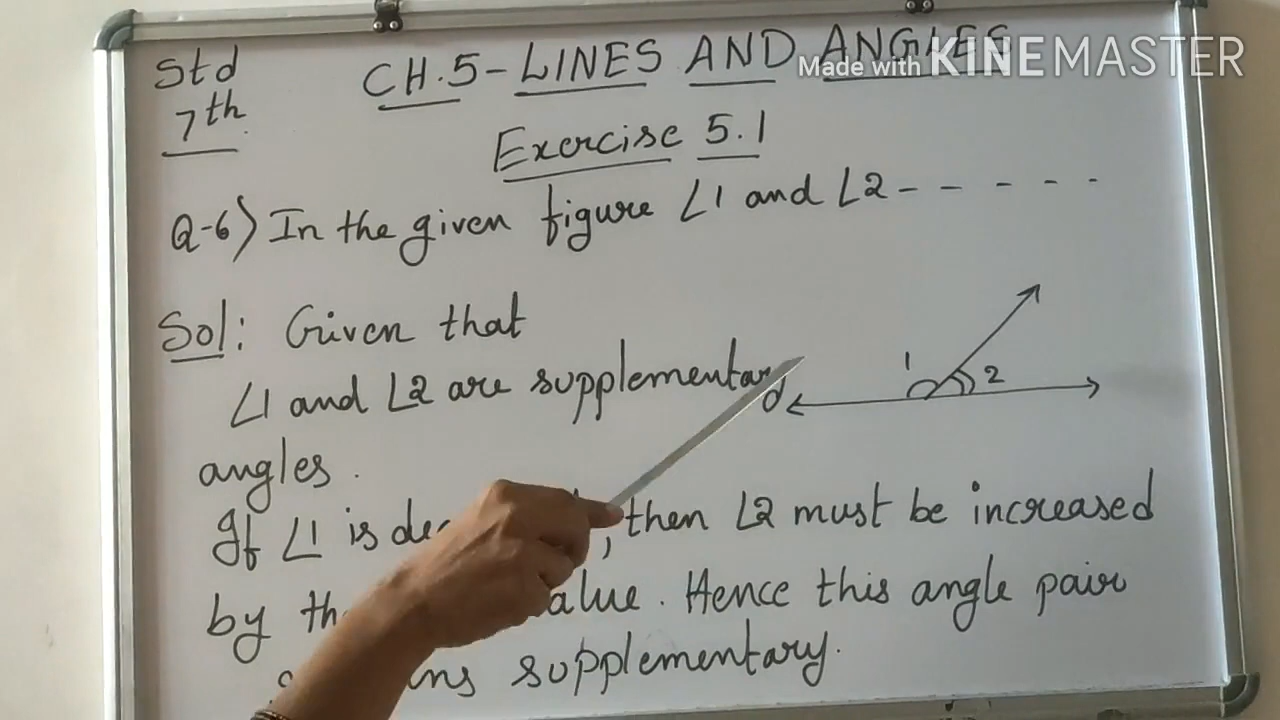 Std
7th
CH.5-LINES AND ANGLES
Made with KINEMASTER
Exercise 5.1
Q-6) In the given figure ∠1 and ∠2 - - - - -
Sol: Given that
∠1 and ∠2 are supplementary
angles.
1
2
If ∠1 is , then ∠2 must be increased
by . Hence this angle pair
supplementary.